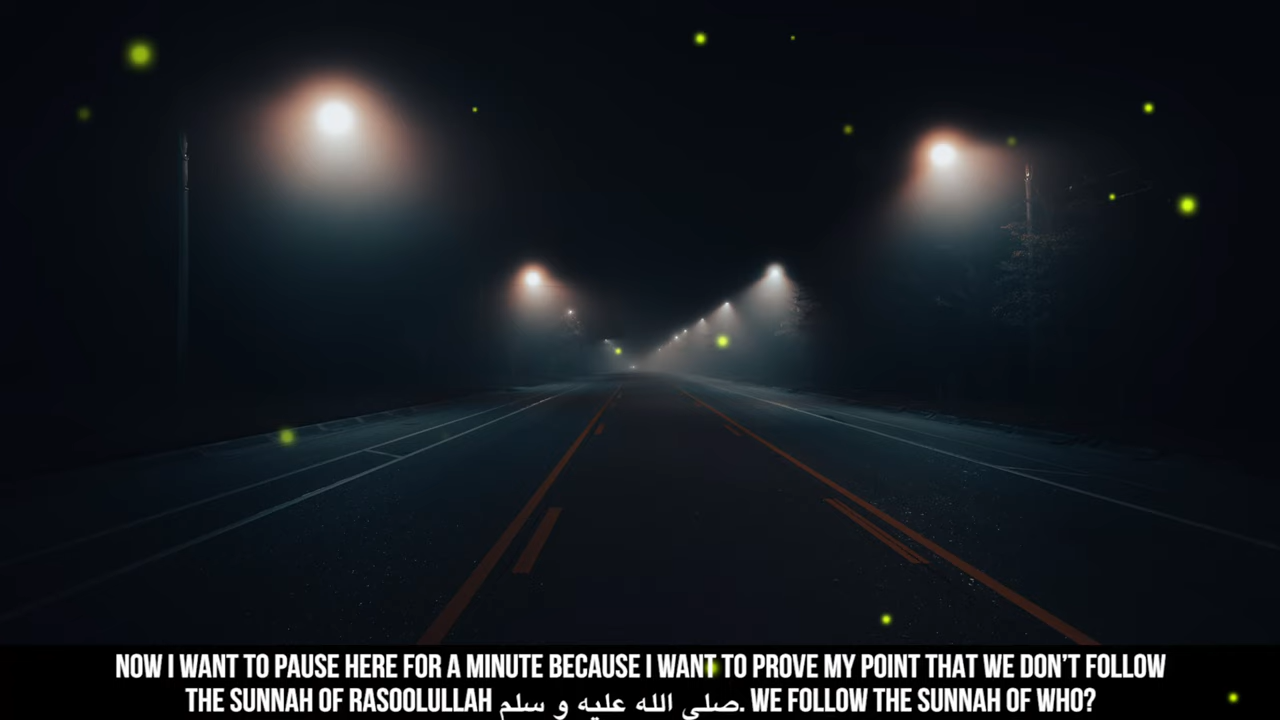 NOW I WANT TO PAUSE HERE FOR A MINUTE BECAUSE I WANT TO PROVE MY POINT THAT WE DON'T FOLLOW
THE SUNNAH OF RASOOLULLAH صلى الله عليه و سلم. WE FOLLOW THE SUNNAH OF WHO?